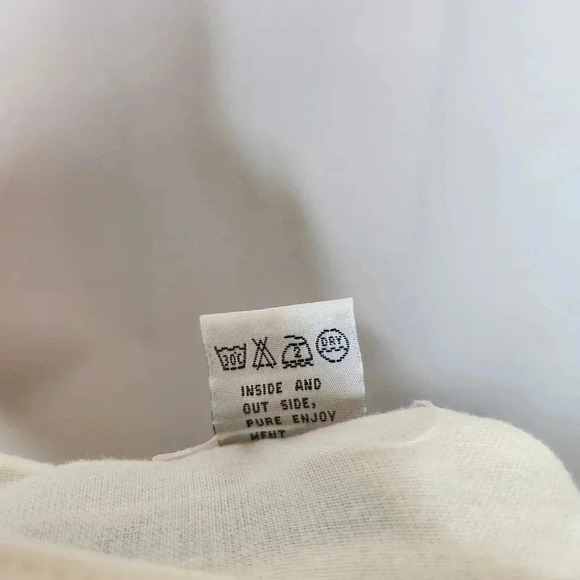 30C 2 DRY
INSIDE AND
OUT SIDE,
PURE ENJOY
MENT